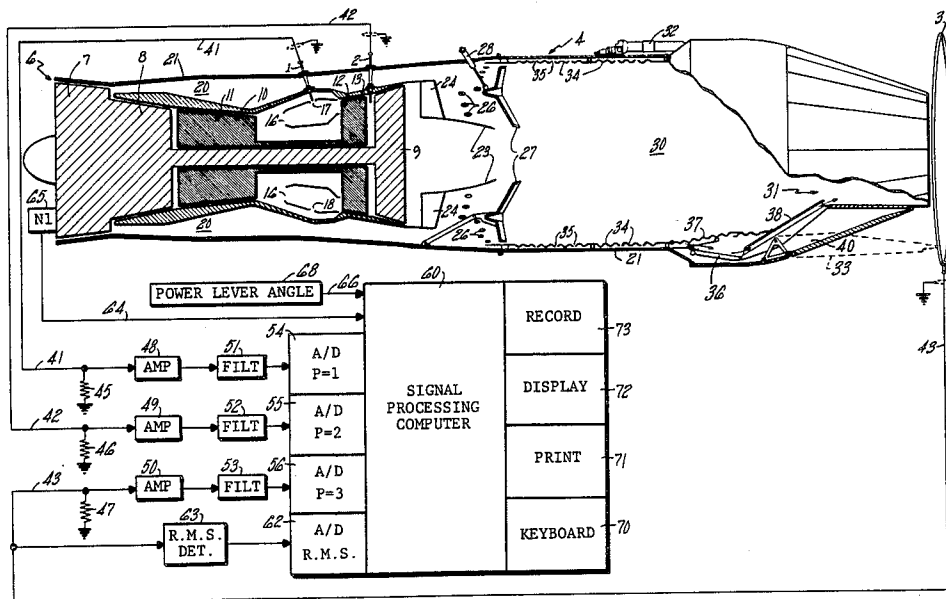 42
41
32
3
4
28
6
7
8
21
1
2
35
34
20
11
10
12
13
24
26
16
17
23
27
9
30
31
65
N1
18
16
20
24
26
35
34
21
37
38
36
40
33
68
POWER LEVER ANGLE
66
60
64
54
41
48
AMP
51
FILT
A/D
P=1
RECORD
73
45
55
42
49
AMP
52
FILT
A/D
P=2
SIGNAL
PROCESSING
COMPUTER
DISPLAY
72
46
56
43
50
AMP
53
FILT
A/D
P=3
PRINT
71
47
63
R.M.S.
DET.
62
A/D
R.M.S.
KEYBOARD
70
43